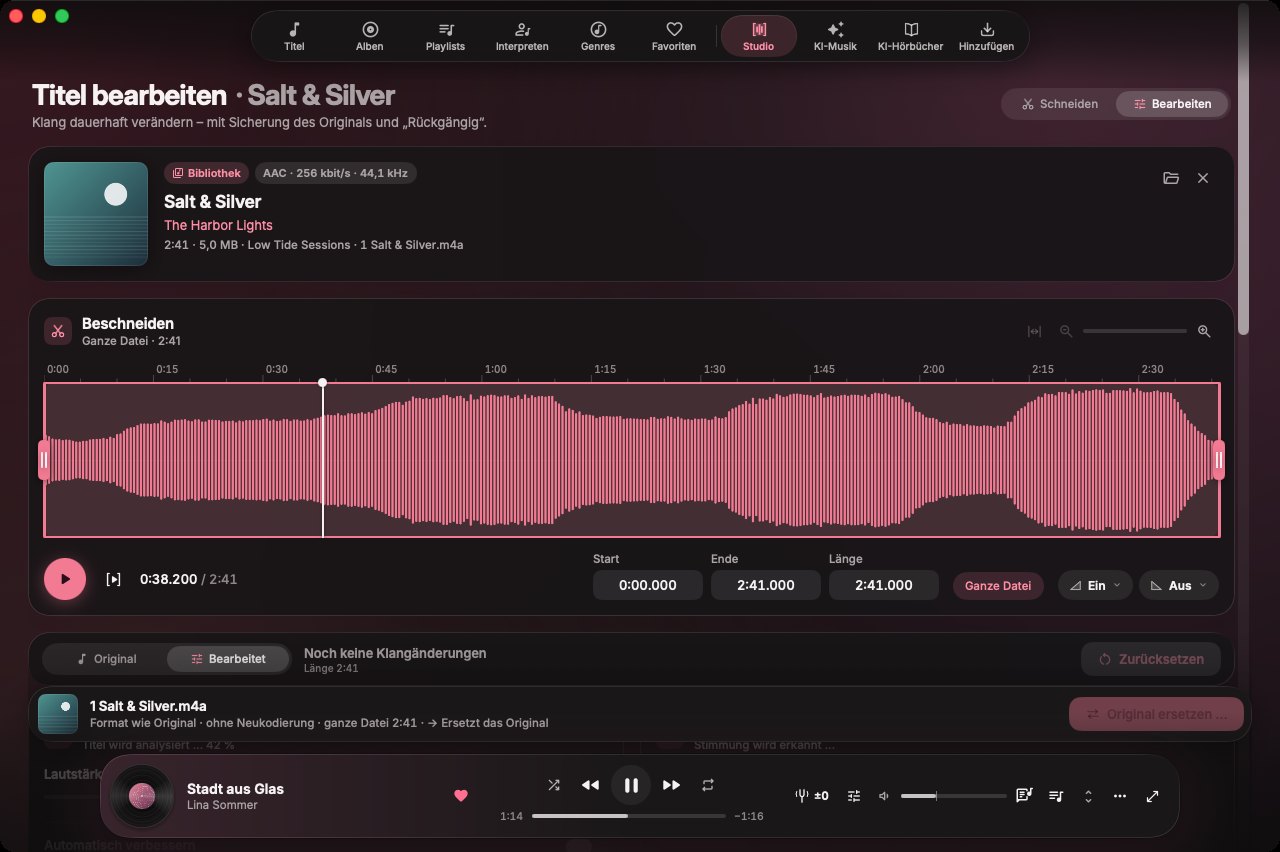 Titel
Alben
Playlists
Interpreten
Genres
Favoriten
Studio
KI-Musik
KI-Hörbücher
Hinzufügen
Titel bearbeiten · Salt & Silver
Klang dauerhaft verändern – mit Sicherung des Originals und „Rückgängig“.
Schneiden
Bearbeiten
Bibliothek
AAC · 256 kbit/s · 44,1 kHz
Salt & Silver
The Harbor Lights
2:41 · 5,0 MB · Low Tide Sessions · 1 Salt & Silver.m4a
Beschneiden
Ganze Datei · 2:41
0:00 0:15 0:30 0:45 1:00 1:15 1:30 1:45 2:00 2:15 2:30
0:38.200 / 2:41
Start
0:00.000
Ende
2:41.000
Länge
2:41.000
Ganze Datei
Ein
Aus
Original
Bearbeitet
Noch keine Klangänderungen
Länge 2:41
Zurücksetzen
1 Salt & Silver.m4a
Format wie Original · ohne Neukodierung · ganze Datei 2:41 · → Ersetzt das Original
Original ersetzen ...
Titel wird analysiert ... 42 %
Stimmung wird erkannt ...
Stadt aus Glas
Lina Sommer
1:14
−1:16
±0
Automatisch verbessern